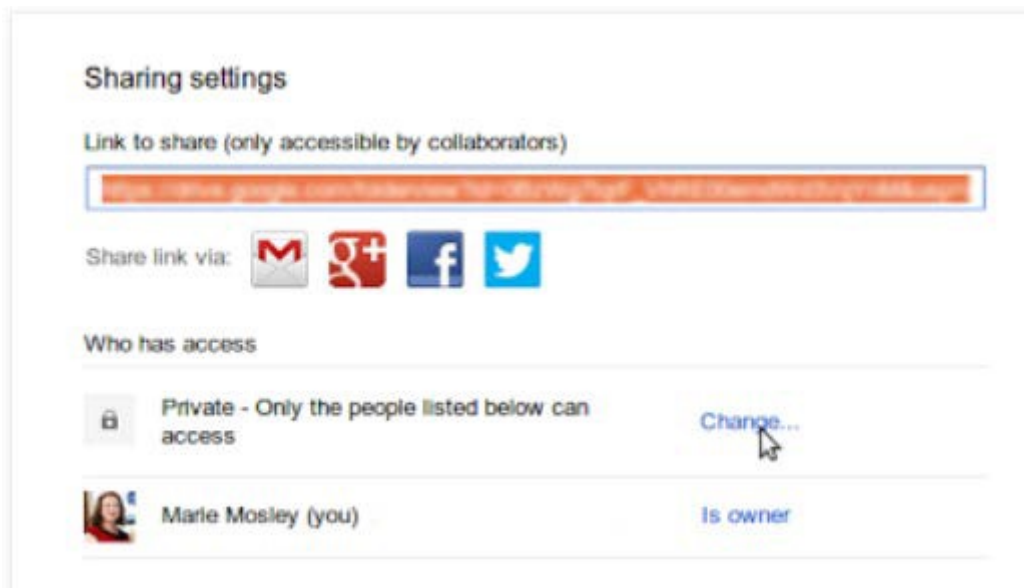 Sharing settings
Link to share (only accessible by collaborators)
Share link via:
Who has access
Private - Only the people listed below can
access
Change...
Marie Mosley (you)
Is owner